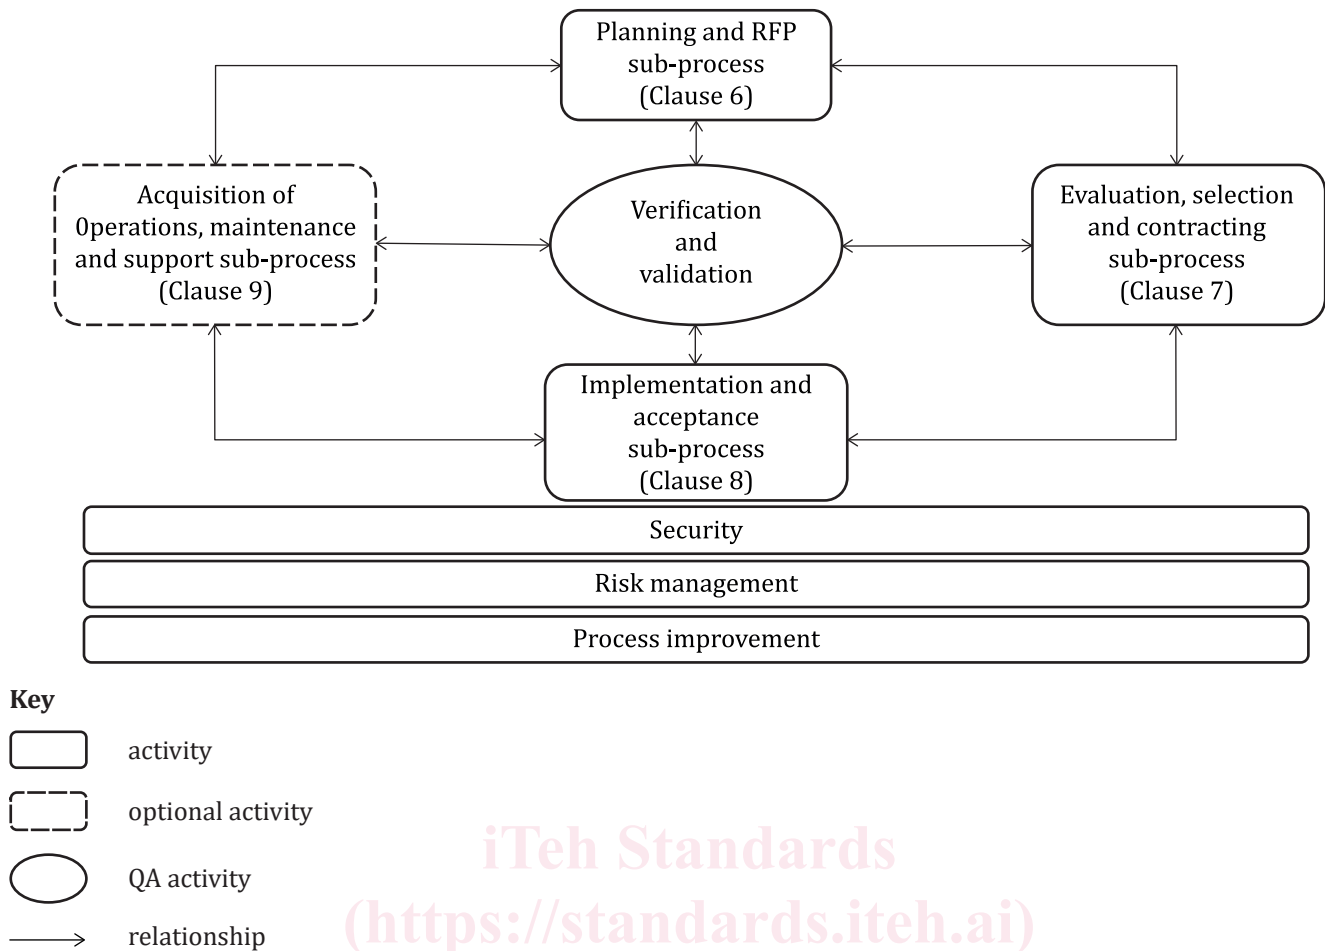 Planning and RFP
sub-process
(Clause 6)
Acquisition of
0perations, maintenance
and support sub-process
(Clause 9)
Verification
and
validation
Evaluation, selection
and contracting
sub-process
(Clause 7)
Implementation and
acceptance
sub-process
(Clause 8)
Security
Risk management
Process improvement
Key
activity
optional activity
QA activity
relationship
iTeh Standards
(https://standards.iteh.ai)